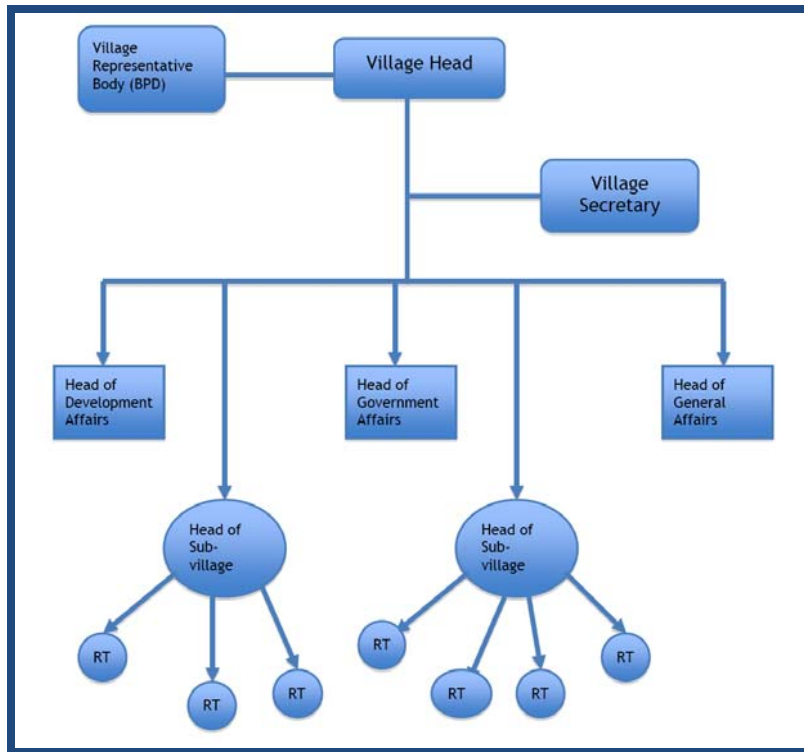 Village
Representative
Body (BPD)
Village Head
Village
Secretary
Head of
Development
Affairs
Head of
Government
Affairs
Head of
General
Affairs
Head of
Sub-
village
Head of
Sub-
village
RT
RT
RT
RT
RT
RT
RT